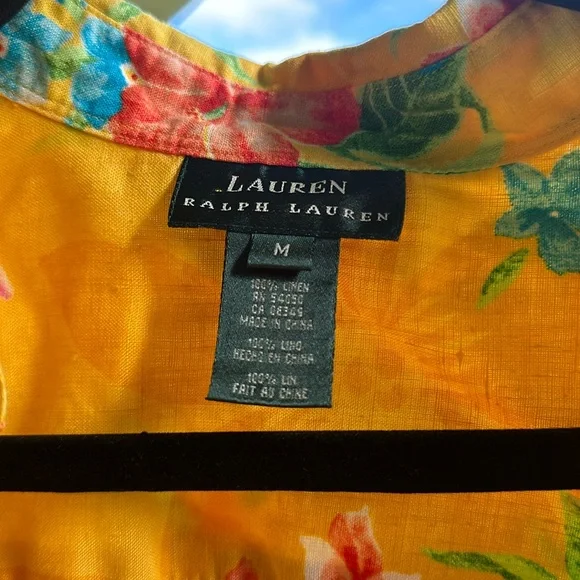 LAUREN
RALPH LAUREN
M
100% LINEN
RN 54050
CA 08349
MADE IN CHINA
100% LINO
HECHO EN CHINA
100% LIN
FAIT AU CHINE